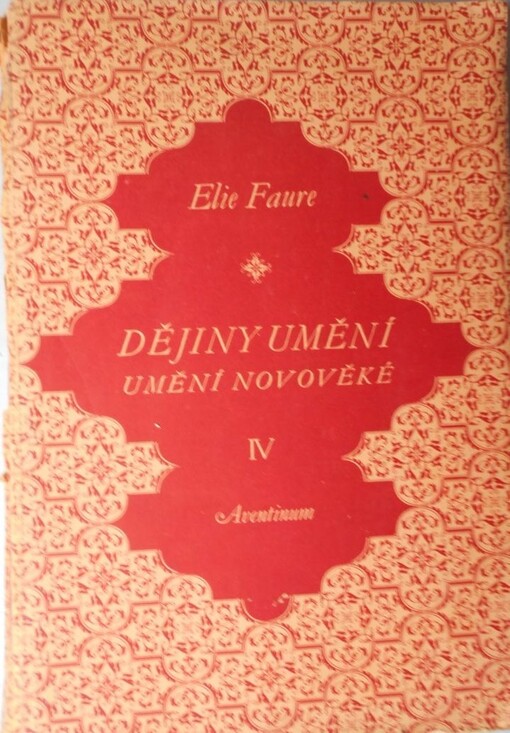 Elie Faure
DĚJINY UMĚNÍ
UMĚNÍ NOVOVĚKÉ
IV
Aventinum